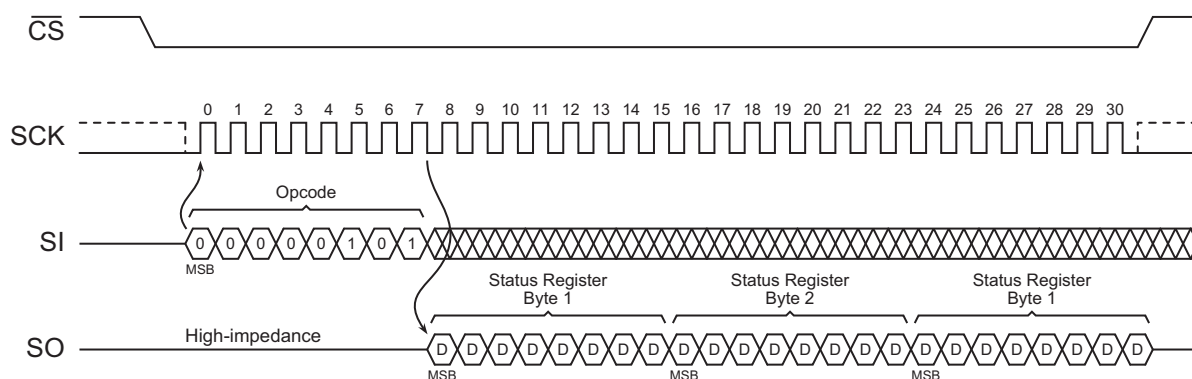 CS
0 1 2 3 4 5 6 7 8 9 10 11 12 13 14 15 16 17 18 19 20 21 22 23 24 25 26 27 28 29 30
SCK
Opcode
SI
0 0 0 0 0 1 0 1
MSB
Status Register
Byte 1
Status Register
Byte 2
Status Register
Byte 1
High-impedance
SO
D D D D D D D D D D D D D D D D D D D D D D D D
MSB MSB MSB